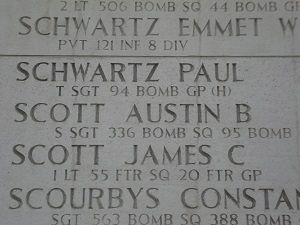 2 LT 506 BOMB SQ 44 BOMB GP
SCHWARTZ EMMET W
PVT 121 INF 8 DIV
SCHWARTZ PAUL
T SGT 94 BOMB GP (H)
SCOTT AUSTIN B
S SGT 336 BOMB SQ 95 BOMB
SCOTT JAMES C
1 LT 55 FTR SQ 20 FTR GP
SCOURBYS CONSTAN
SGT 563 BOMB SQ 388 BOMB